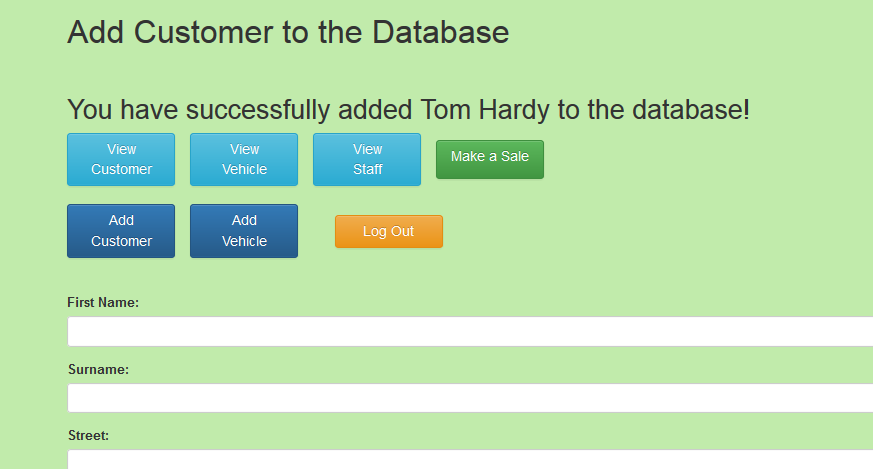 Add Customer to the Database
You have successfully added Tom Hardy to the database!
View
Customer
View
Vehicle
View
Staff
Make a Sale
Add
Customer
Add
Vehicle
Log Out
First Name:
Surname:
Street: